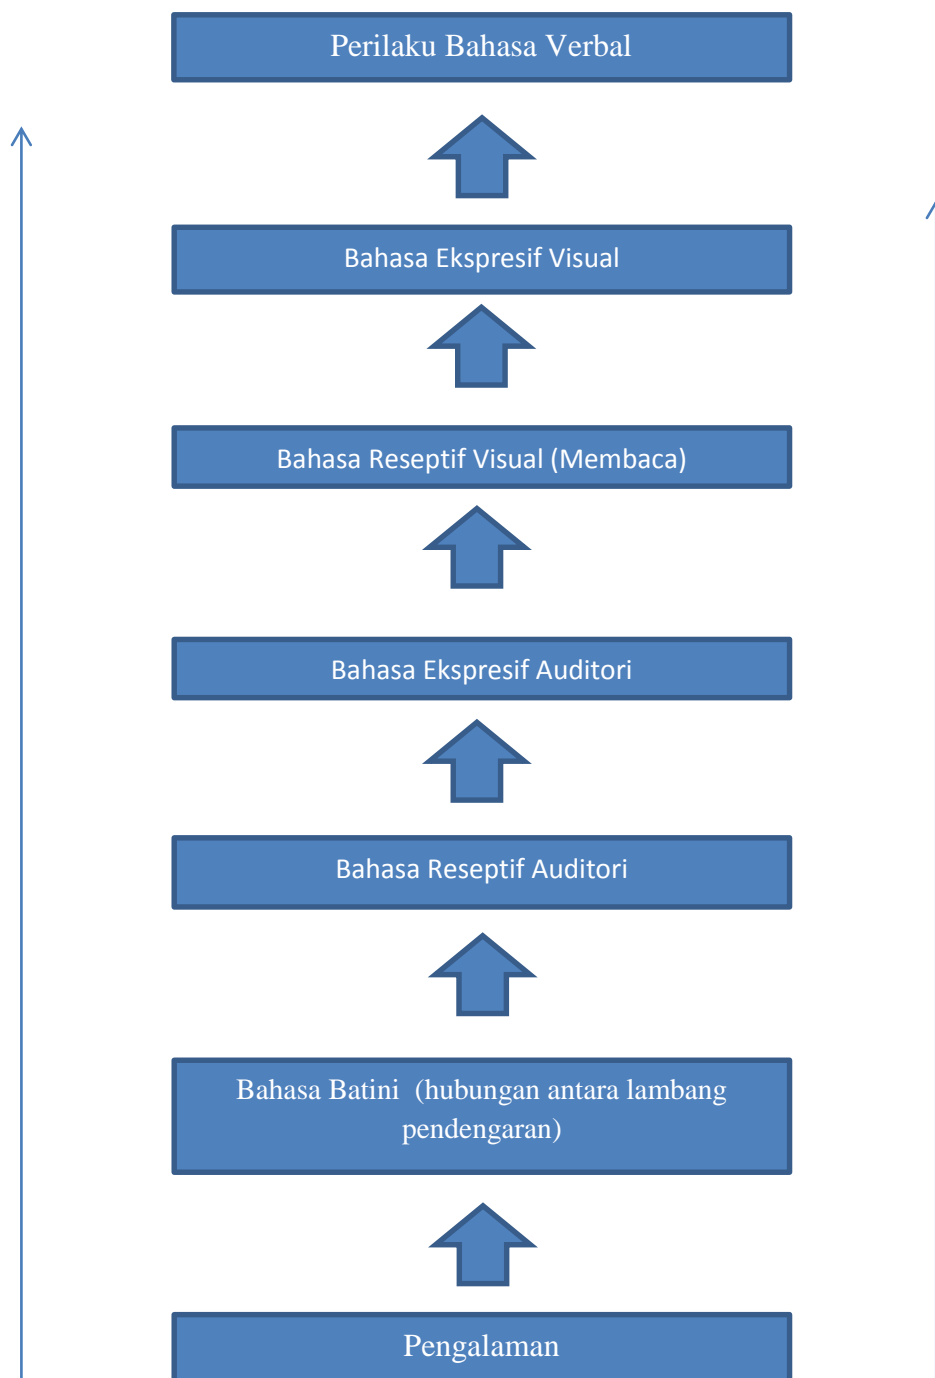 Perilaku Bahasa Verbal
Bahasa Ekspresif Visual
Bahasa Reseptif Visual (Membaca)
Bahasa Ekspresif Auditori
Bahasa Reseptif Auditori
Bahasa Batini  (hubungan antara lambang
pendengaran)
Pengalaman